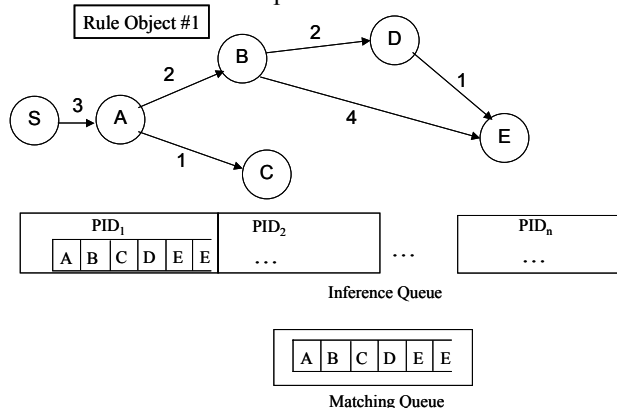 Rule Object #1
S 3 A 2 B 2 D 1 E
4
1 C
PID1 PID2 PIDn
A B C D E E ... ... ...
Inference Queue
A B C D E E
Matching Queue